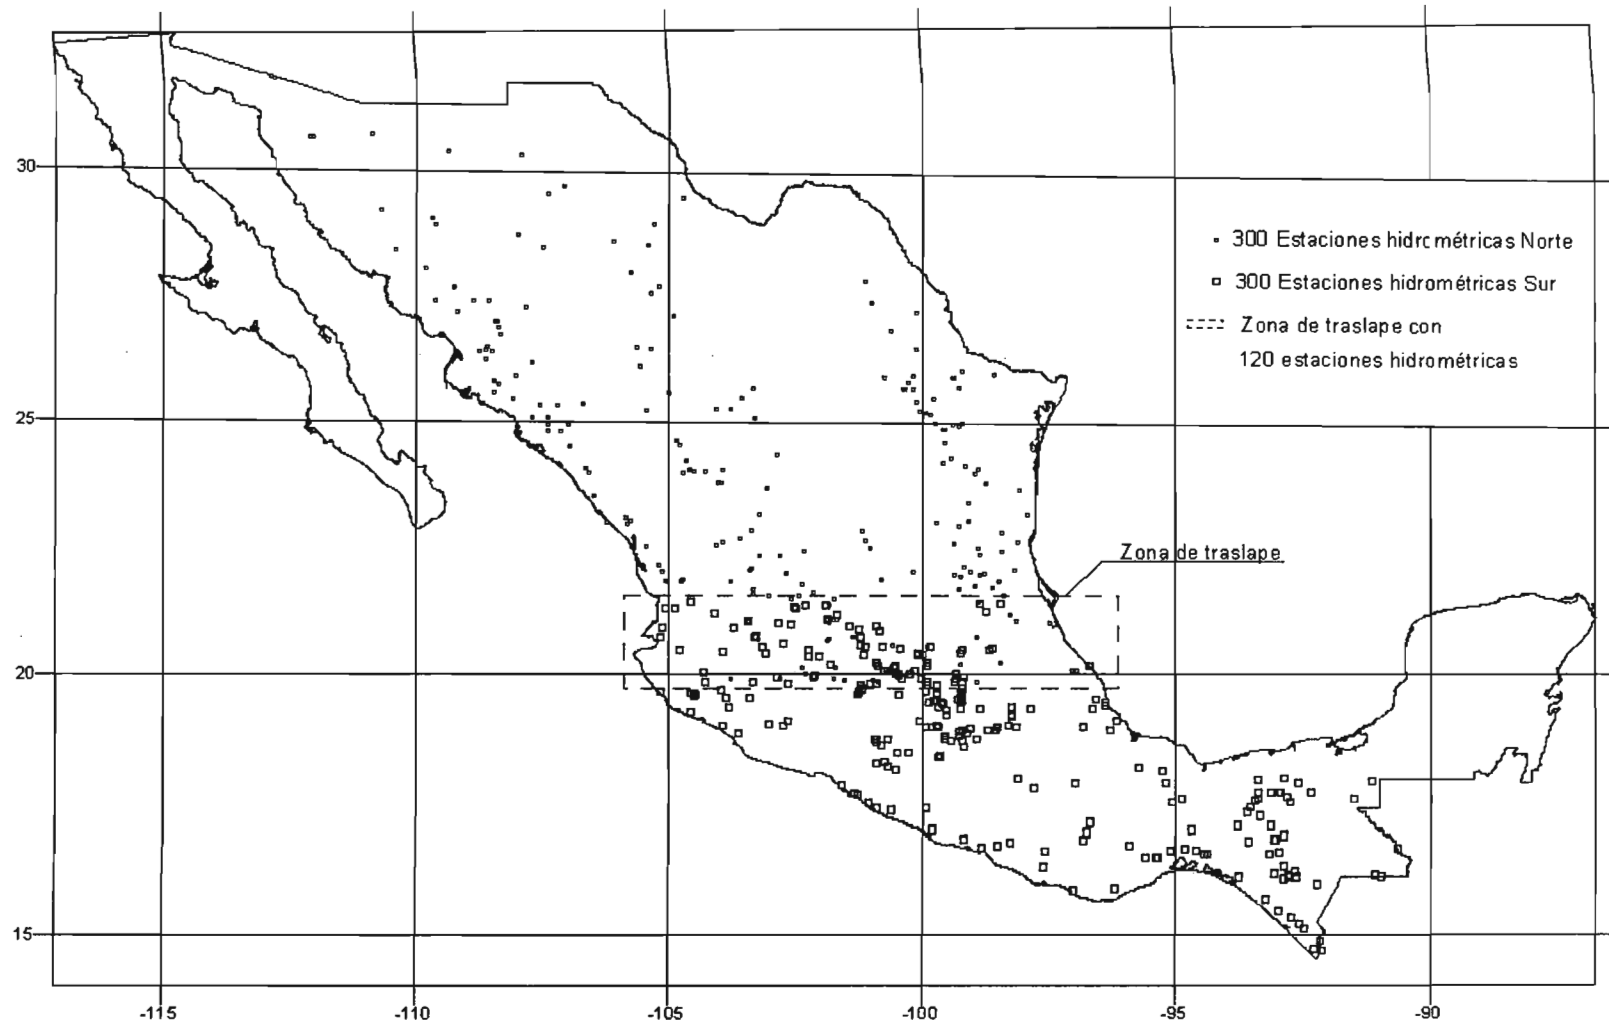 30
25
20
15
300 Estaciones hidrométricas Norte
300 Estaciones hidrométricas Sur
Zona de traslape con
120 estaciones hidrométricas
Zona de traslape
-115
-110
-105
-100
-95
-90